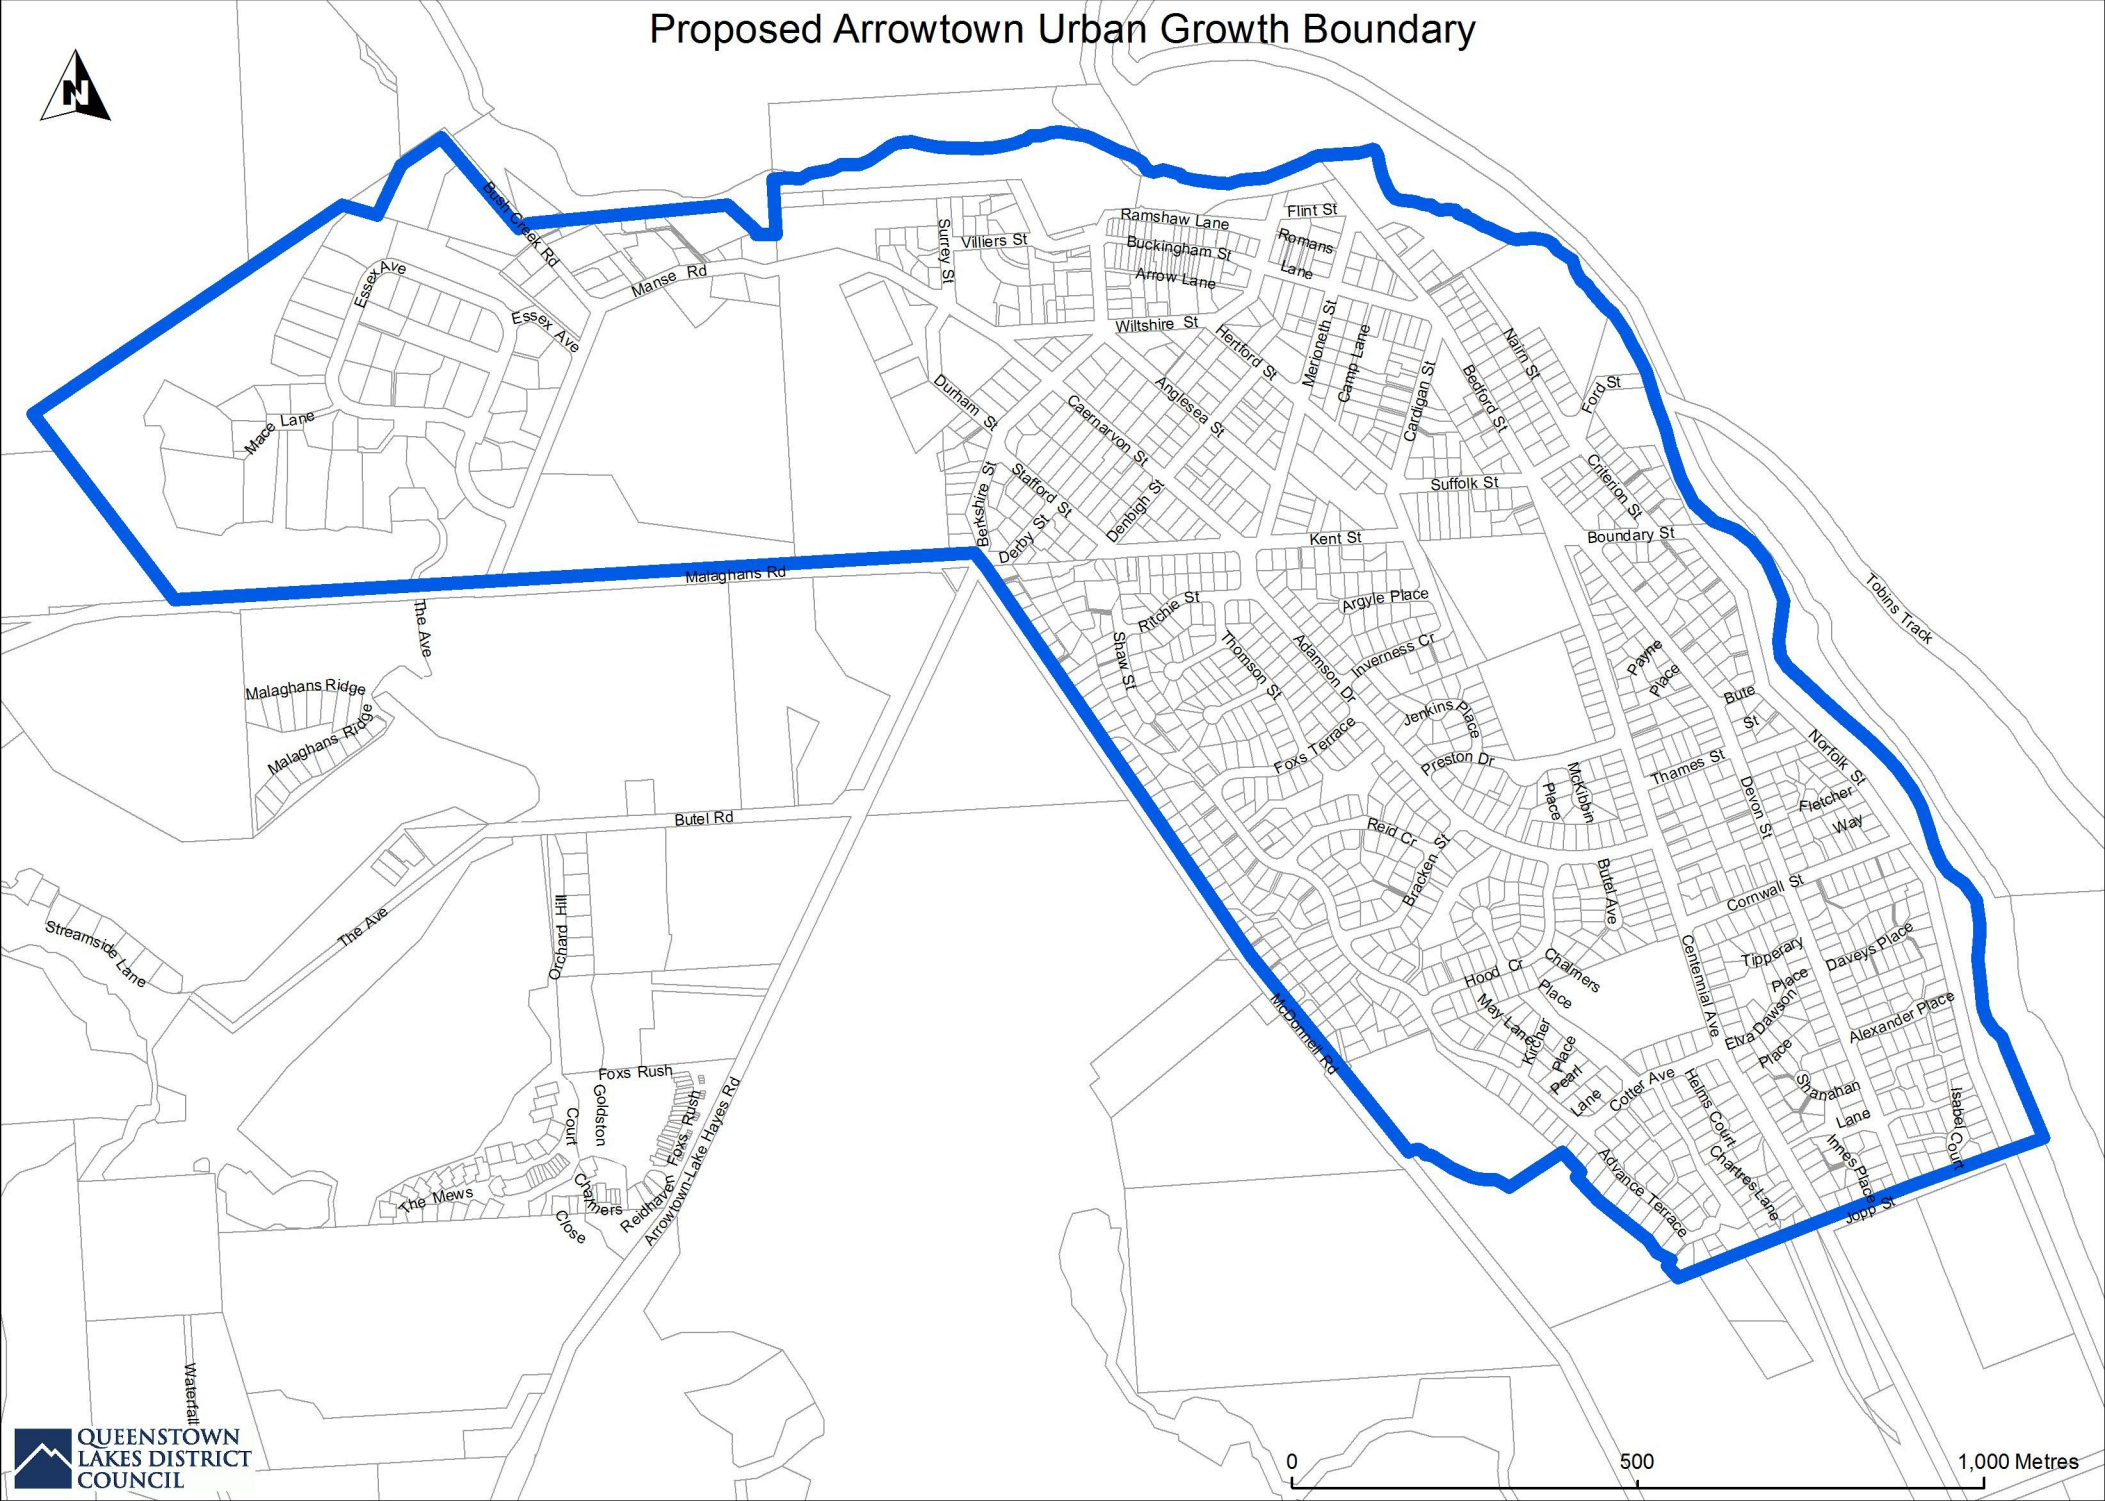 Proposed Arrowtown Urban Growth Boundary
N
Bush Creek Rd
Essex Ave
Manse Rd
Essex Ave
Mace Lane
Surrey St
Villiers St
Ramshaw Lane
Buckingham St
Arrow Lane
Flint St
Romans
Lane
Wiltshire St
Hertford St
Merioneth St
Camp Lane
Cardigan St
Bedford St
Nairn St
Ford St
Durham St
Caernarvon St
Anglesea St
Berkshire St
Stafford St
Derby St
Denbigh St
Suffolk St
Criterion St
Kent St
Boundary St
Malaghans Rd
The Ave
Ritchie St
Argyle Place
Tobins Track
Shaw St
Thomson St
Adamson Dr
Inverness Cr
Payne
Place
Malaghans Ridge
Malaghans Ridge
Bute
St
Jenkins
Place
Foxs Terrace
Preston Dr
Norfolk St
Thames St
McKibbin
Place
Devon St
Fletcher
Way
Butel Rd
Reid Cr
Bracken St
Butel Ave
Cornwall St
Orchard Hill
The Ave
Streamside Lane
Centennial Ave
Tipperary
Place
Daveys Place
Hood Cr
Chalmers
Place
May Lane
McDonnell Rd
Kircher
Place
Elva Dawson
Place
Alexander Place
Pearl
Lane
Cotter Ave
Helms Court
Shanahan
Lane
Isabel Court
Foxs Rush
Goldston
Court
Foxs Rush
Arrowtown-Lake Hayes Rd
Innes Place
Chartres Lane
Advance Terrace
Jopp St
The Mews
Chalmers
Close
Reidhaven
Waterfall
QUEENSTOWN
LAKES DISTRICT
COUNCIL
0 500 1,000 Metres